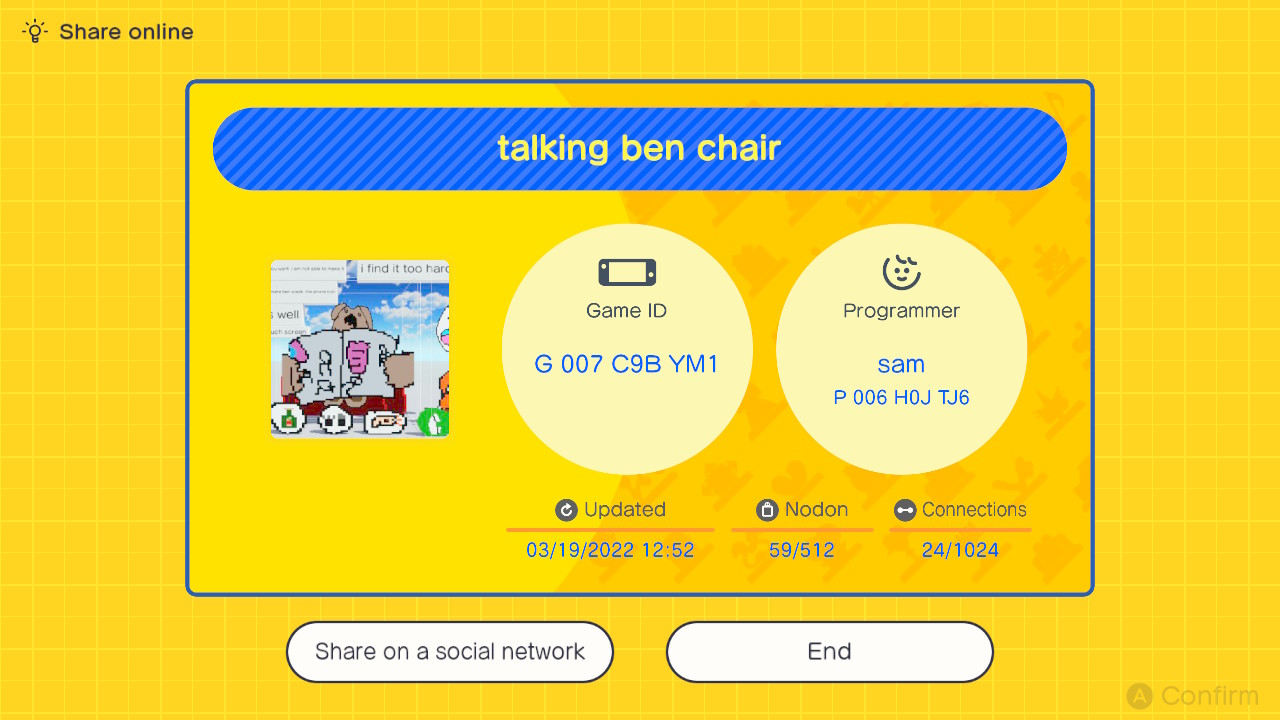 Share online
talking ben chair
i find it too hard
s well
uch screen
Game ID
G 007 C9B YM1
Programmer
sam
P 006 H0J TJ6
Updated
Nodon
Connections
03/19/2022 12:52
59/512
24/1024
Share on a social network
End
A Confirm